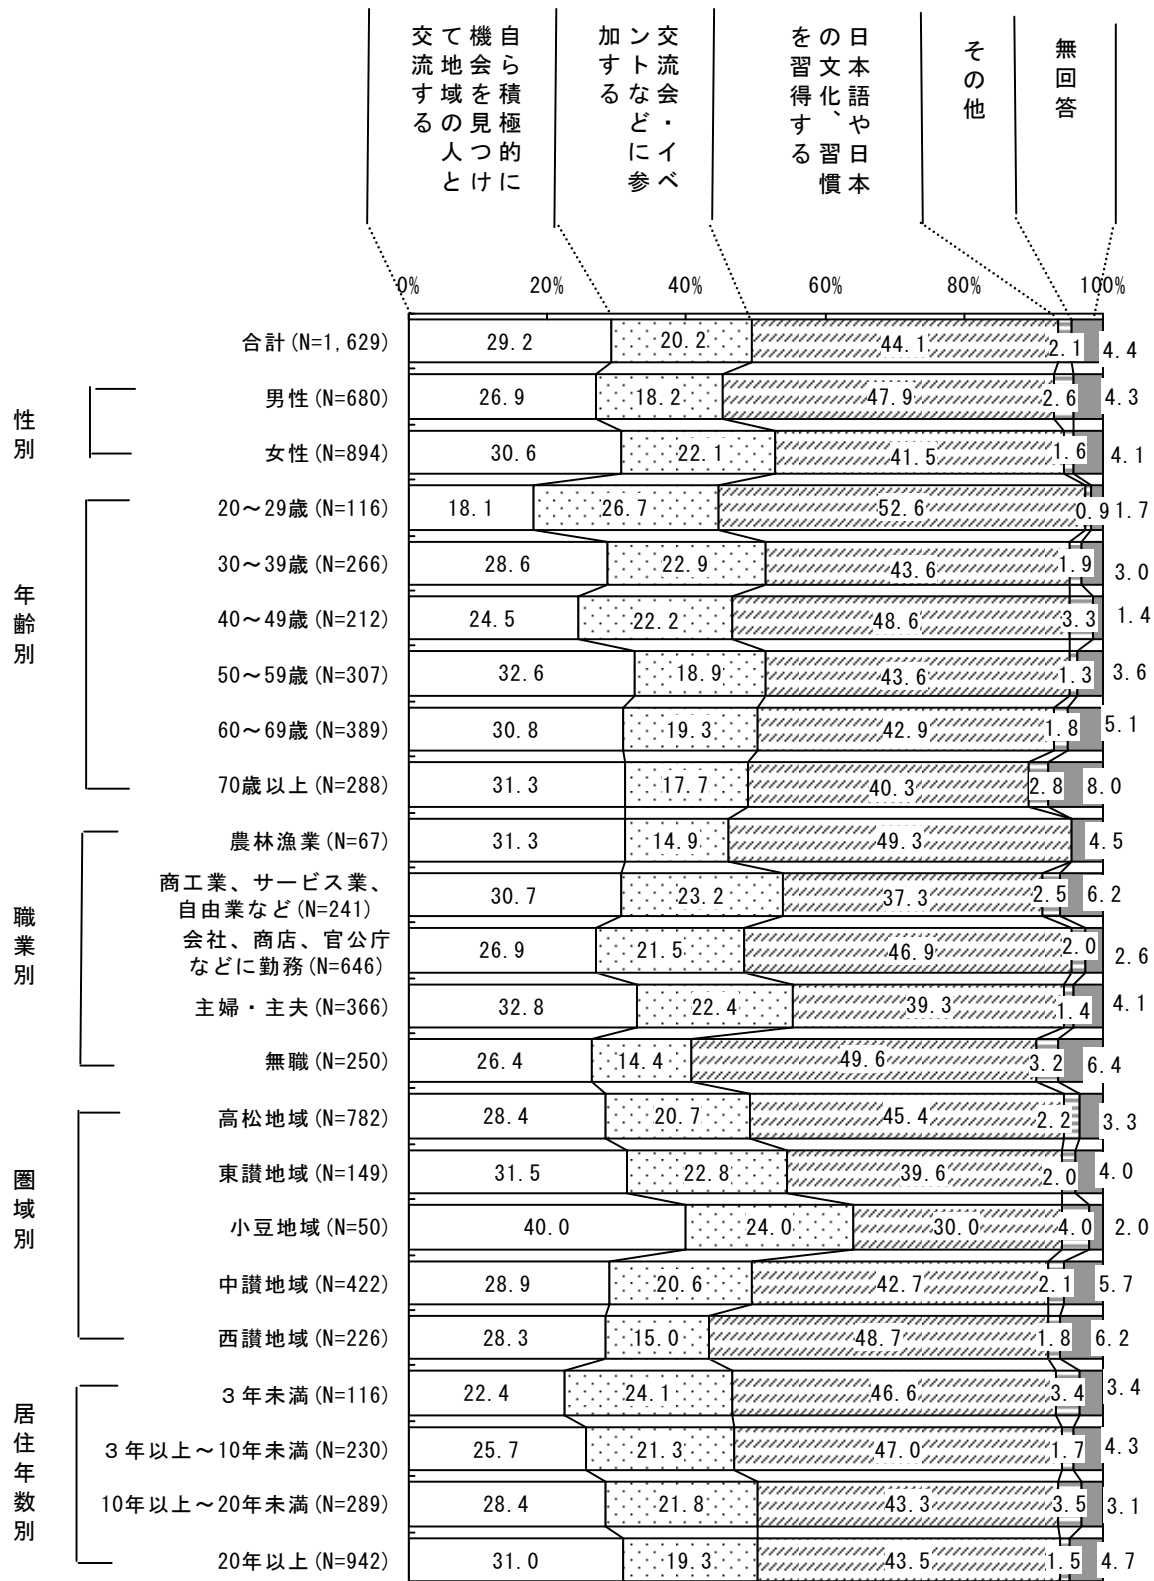 自ら積極的に
機会を見つけ
て地域の人と
交流する
交流会・イベ
ントなどに参
加する
日本語や日本
の文化、習慣
を習得する
その他
無回答
0% 20% 40% 60% 80% 100%
合計(N=1,629) 29.2 20.2 44.1 2.1 4.4
性別
男性(N=680) 26.9 18.2 47.9 2.6 4.3
女性(N=894) 30.6 22.1 41.5 1.6 4.1
年齢別
20～29歳(N=116) 18.1 26.7 52.6 0.9 1.7
30～39歳(N=266) 28.6 22.9 43.6 1.9 3.0
40～49歳(N=212) 24.5 22.2 48.6 3.3 1.4
50～59歳(N=307) 32.6 18.9 43.6 1.3 3.6
60～69歳(N=389) 30.8 19.3 42.9 1.8 5.1
70歳以上(N=288) 31.3 17.7 40.3 2.8 8.0
職業別
農林漁業(N=67) 31.3 14.9 49.3 4.5
商工業、サービス業、
自由業など(N=241) 30.7 23.2 37.3 2.5 6.2
会社、商店、官公庁
などに勤務(N=646) 26.9 21.5 46.9 2.0 2.6
主婦・主夫(N=366) 32.8 22.4 39.3 1.4 4.1
無職(N=250) 26.4 14.4 49.6 3.2 6.4
圏域別
高松地域(N=782) 28.4 20.7 45.4 2.2 3.3
東讃地域(N=149) 31.5 22.8 39.6 2.0 4.0
小豆地域(N=50) 40.0 24.0 30.0 4.0 2.0
中讃地域(N=422) 28.9 20.6 42.7 2.1 5.7
西讃地域(N=226) 28.3 15.0 48.7 1.8 6.2
居住年数別
３年未満(N=116) 22.4 24.1 46.6 3.4 3.4
３年以上～10年未満(N=230) 25.7 21.3 47.0 1.7 4.3
10年以上～20年未満(N=289) 28.4 21.8 43.3 3.5 3.1
20年以上(N=942) 31.0 19.3 43.5 1.5 4.7